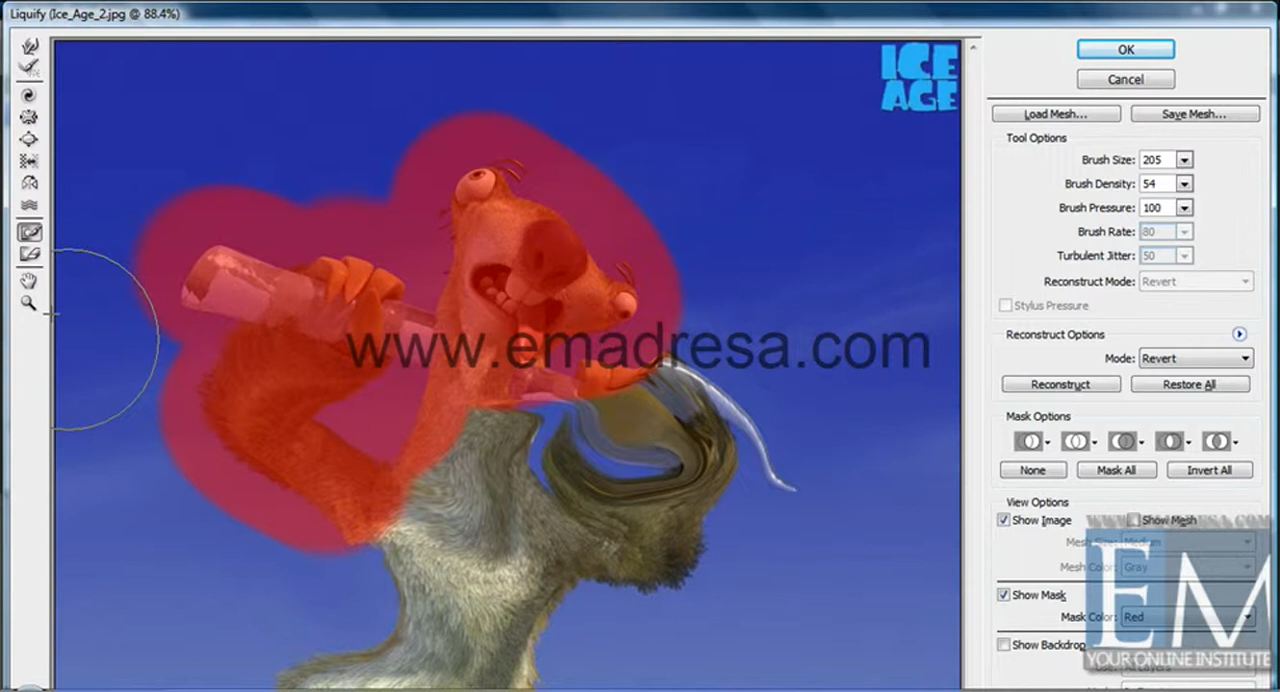 Liquify (Ice_Age_2.jpg @ 88.4%)
ICE
AGE
OK
Cancel
Load Mesh...
Save Mesh...
Tool Options
Brush Size: 205
Brush Density: 54
Brush Pressure: 100
Brush Rate: 80
Turbulent Jitter: 50
Reconstruct Mode: Revert
Stylus Pressure
Reconstruct Options
Mode: Revert
Reconstruct
Restore All
www.emadresa.com
Mask Options
None
Mask All
Invert All
View Options
Show Image
Show Mesh
Mesh Size: Medium
Mesh Color: Gray
Show Mask
Mask Color: Red
Show Backdrop
EM
YOUR ONLINE INSTITUTE